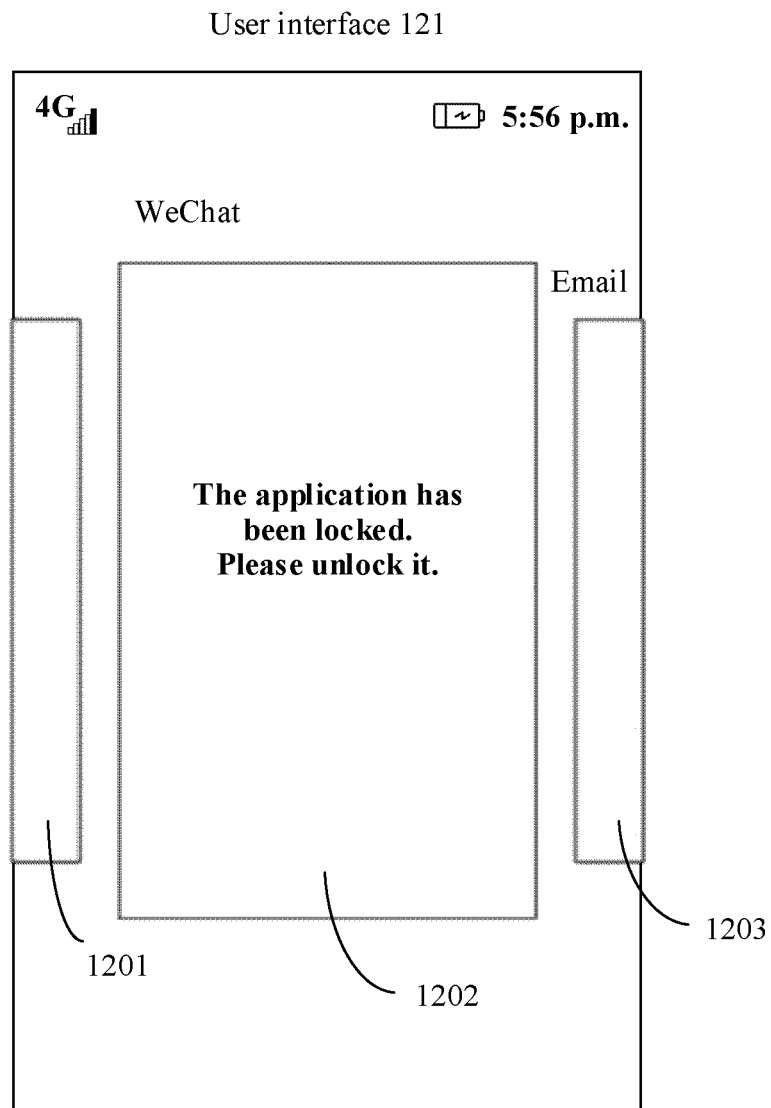 User interface 121
4G
5:56 p.m.
WeChat
Email
The application has
been locked.
Please unlock it.
1201
1202
1203